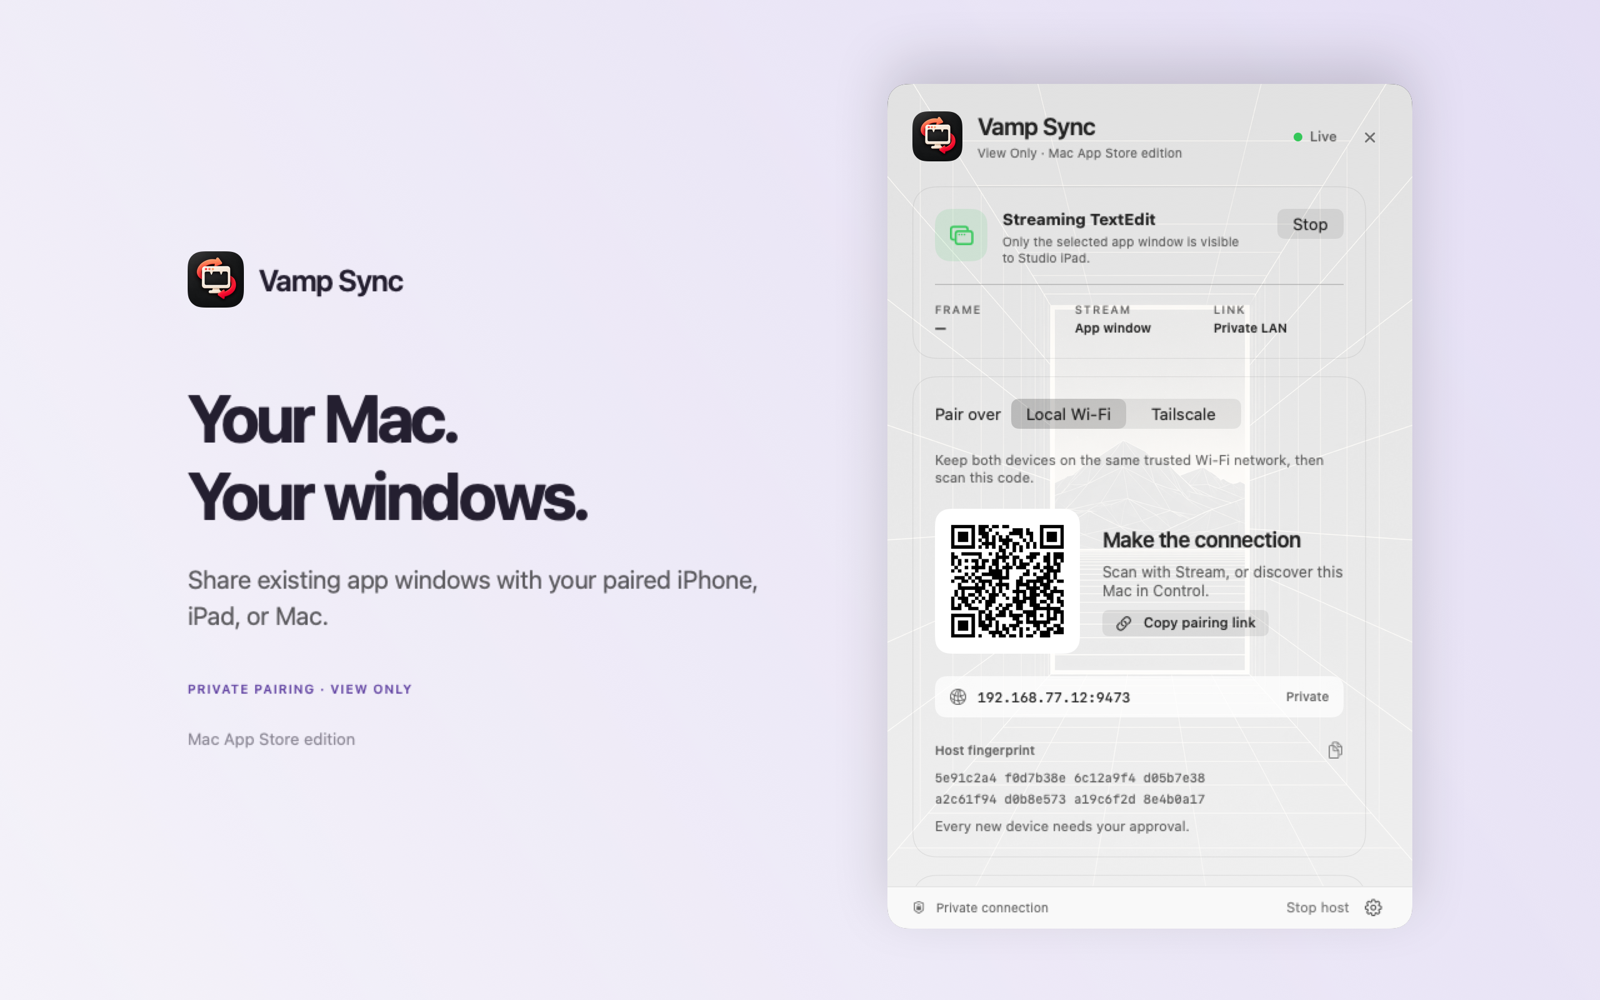 Vamp Sync
Your Mac.
Your windows.
Share existing app windows with your paired iPhone,
iPad, or Mac.
PRIVATE PAIRING · VIEW ONLY
Mac App Store edition
Vamp Sync
View Only · Mac App Store edition
Live
Streaming TextEdit
Only the selected app window is visible
to Studio iPad.
Stop
FRAME
—
STREAM
App window
LINK
Private LAN
Pair over
Local Wi-Fi
Tailscale
Keep both devices on the same trusted Wi-Fi network, then
scan this code.
Make the connection
Scan with Stream, or discover this
Mac in Control.
Copy pairing link
192.168.77.12:9473
Private
Host fingerprint
5e91c2a4 f0d7b38e 6c12a9f4 d05b7e38
a2c61f94 d0b8e573 a19c6f2d 8e4b0a17
Every new device needs your approval.
Private connection
Stop host